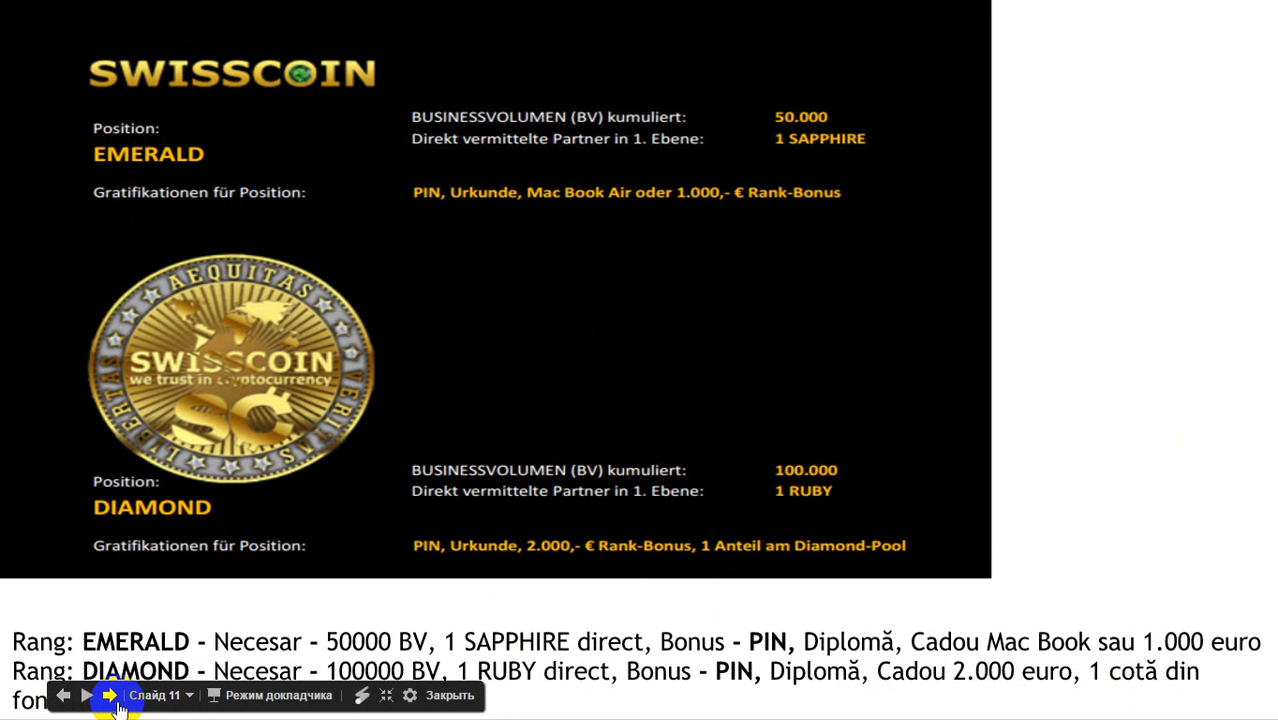 SWISSCOIN
BUSINESSVOLUMEN (BV) kumuliert: 50.000
Position:
Direkt vermittelte Partner in 1. Ebene: 1 SAPPHIRE
EMERALD
Gratifikationen für Position: PIN, Urkunde, Mac Book Air oder 1.000,- € Rank-Bonus
AEQUITAS
LIBERTAS
VERITAS
SWISSCOIN
we trust in cryptocurrency
SC
BUSINESSVOLUMEN (BV) kumuliert: 100.000
Position:
Direkt vermittelte Partner in 1. Ebene: 1 RUBY
DIAMOND
Gratifikationen für Position: PIN, Urkunde, 2.000,- € Rank-Bonus, 1 Anteil am Diamond-Pool
Rang: EMERALD - Necesar - 50000 BV, 1 SAPPHIRE direct, Bonus - PIN, Diplomă, Cadou Mac Book sau 1.000 euro
Rang: DIAMOND - Necesar - 100000 BV, 1 RUBY direct, Bonus - PIN, Diplomă, Cadou 2.000 euro, 1 cotă din
Слайд 11 Режим докладчика Закрыть